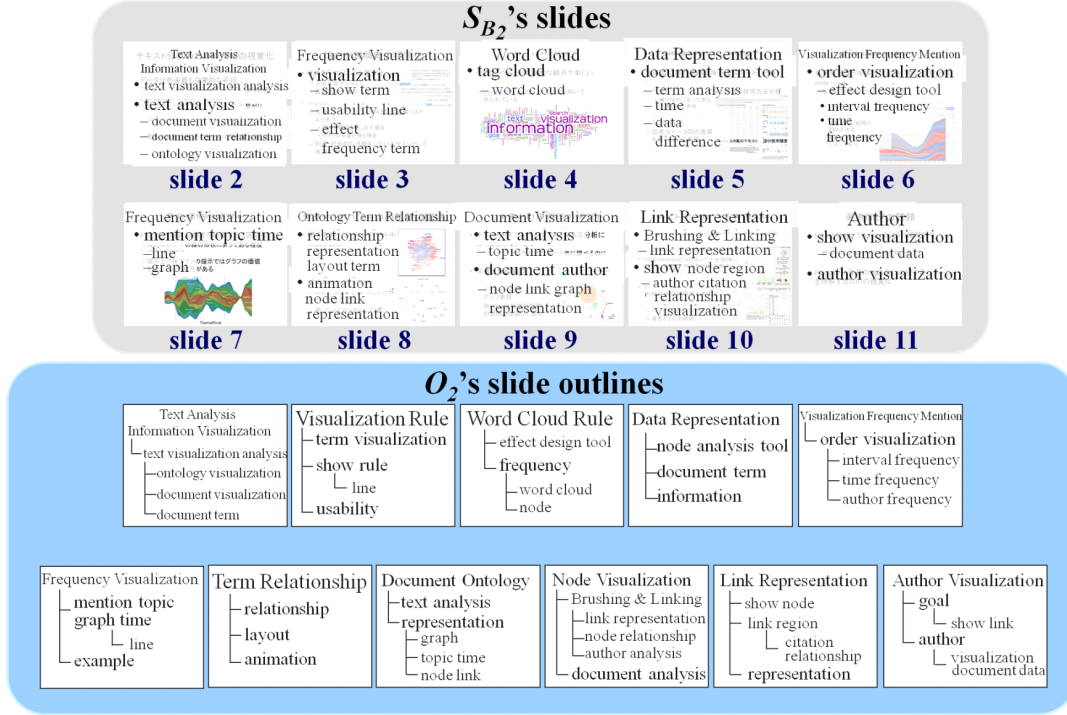 S_B2's slides
Text Analysis
Information Visualization
• text visualization analysis
• text analysis
– document visualization
– document term relationship
– ontology visualization
slide 2
Frequency Visualization
• visualization
– show term
– usability line
– effect
frequency term
slide 3
Word Cloud
• tag cloud
– word cloud
text
visualization
information
slide 4
Data Representation
• document term tool
– term analysis
– time
– data
difference
slide 5
Visualization Frequency Mention
• order visualization
– effect design tool
• interval frequency
• time
frequency
slide 6
Frequency Visualization
• mention topic time
– line
– graph
slide 7
Ontology Term Relationship
• relationship
representation
layout term
• animation
node link
representation
slide 8
Document Visualization
• text analysis
– topic time
• document author
– node link graph
representation
slide 9
Link Representation
• Brushing & Linking
– link representation
• show node region
– author citation
relationship
visualization
slide 10
Author
• show visualization
– document data
• author visualization
slide 11
O_2's slide outlines
Text Analysis
Information Visualization
text visualization analysis
ontology visualization
document visualization
document term
Visualization Rule
term visualization
show rule
line
usability
Word Cloud Rule
effect design tool
frequency
word cloud
node
Data Representation
node analysis tool
document term
information
Visualization Frequency Mention
order visualization
interval frequency
time frequency
author frequency
Frequency Visualization
mention topic
graph time
line
example
Term Relationship
relationship
layout
animation
Document Ontology
text analysis
representation
graph
topic time
node link
Node Visualization
Brushing & Linking
link representation
node relationship
author analysis
document analysis
Link Representation
show node
link region
citation
relationship
representation
Author Visualization
goal
show link
author
visualization
document data